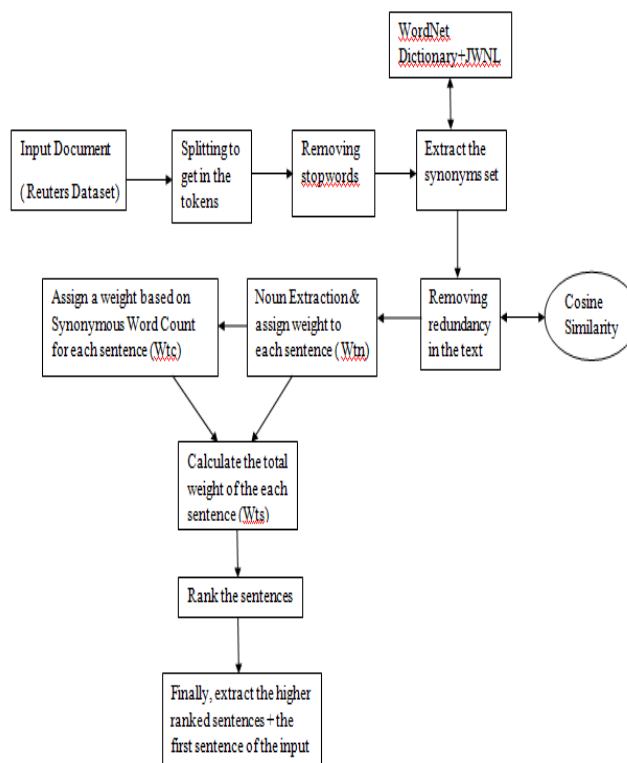 WordNet
Dictionary+JWNL
Input Document
( Reuters Dataset)
Splitting to
get in the
tokens
Removing
stopwords
Extract the
synonyms set
Assign a weight based on
Synonymous Word Count
for each sentence (Wtc)
Noun Extraction &
assign weight to
each sentence ( Wtn)
Removing
redundancy
in the text
Cosine
Similarity
Calculate the total
weight of the each
sentence (Wts)
Rank the sentences
Finally, extract the higher
ranked sentences + the
first sentence of the input